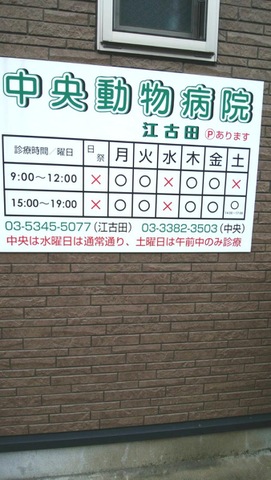 中央動物病院
江古田 Ⓟあります
診療時間／曜日 日祭 月 火 水 木 金 土
9:00～12:00 × ○ ○ × ○ ○ ×
15:00～19:00 × ○ ○ × ○ ○ ○
03-5345-5077(江古田) 03-3382-3503(中央)
中央は水曜日は通常通り、土曜日は午前中のみ診療